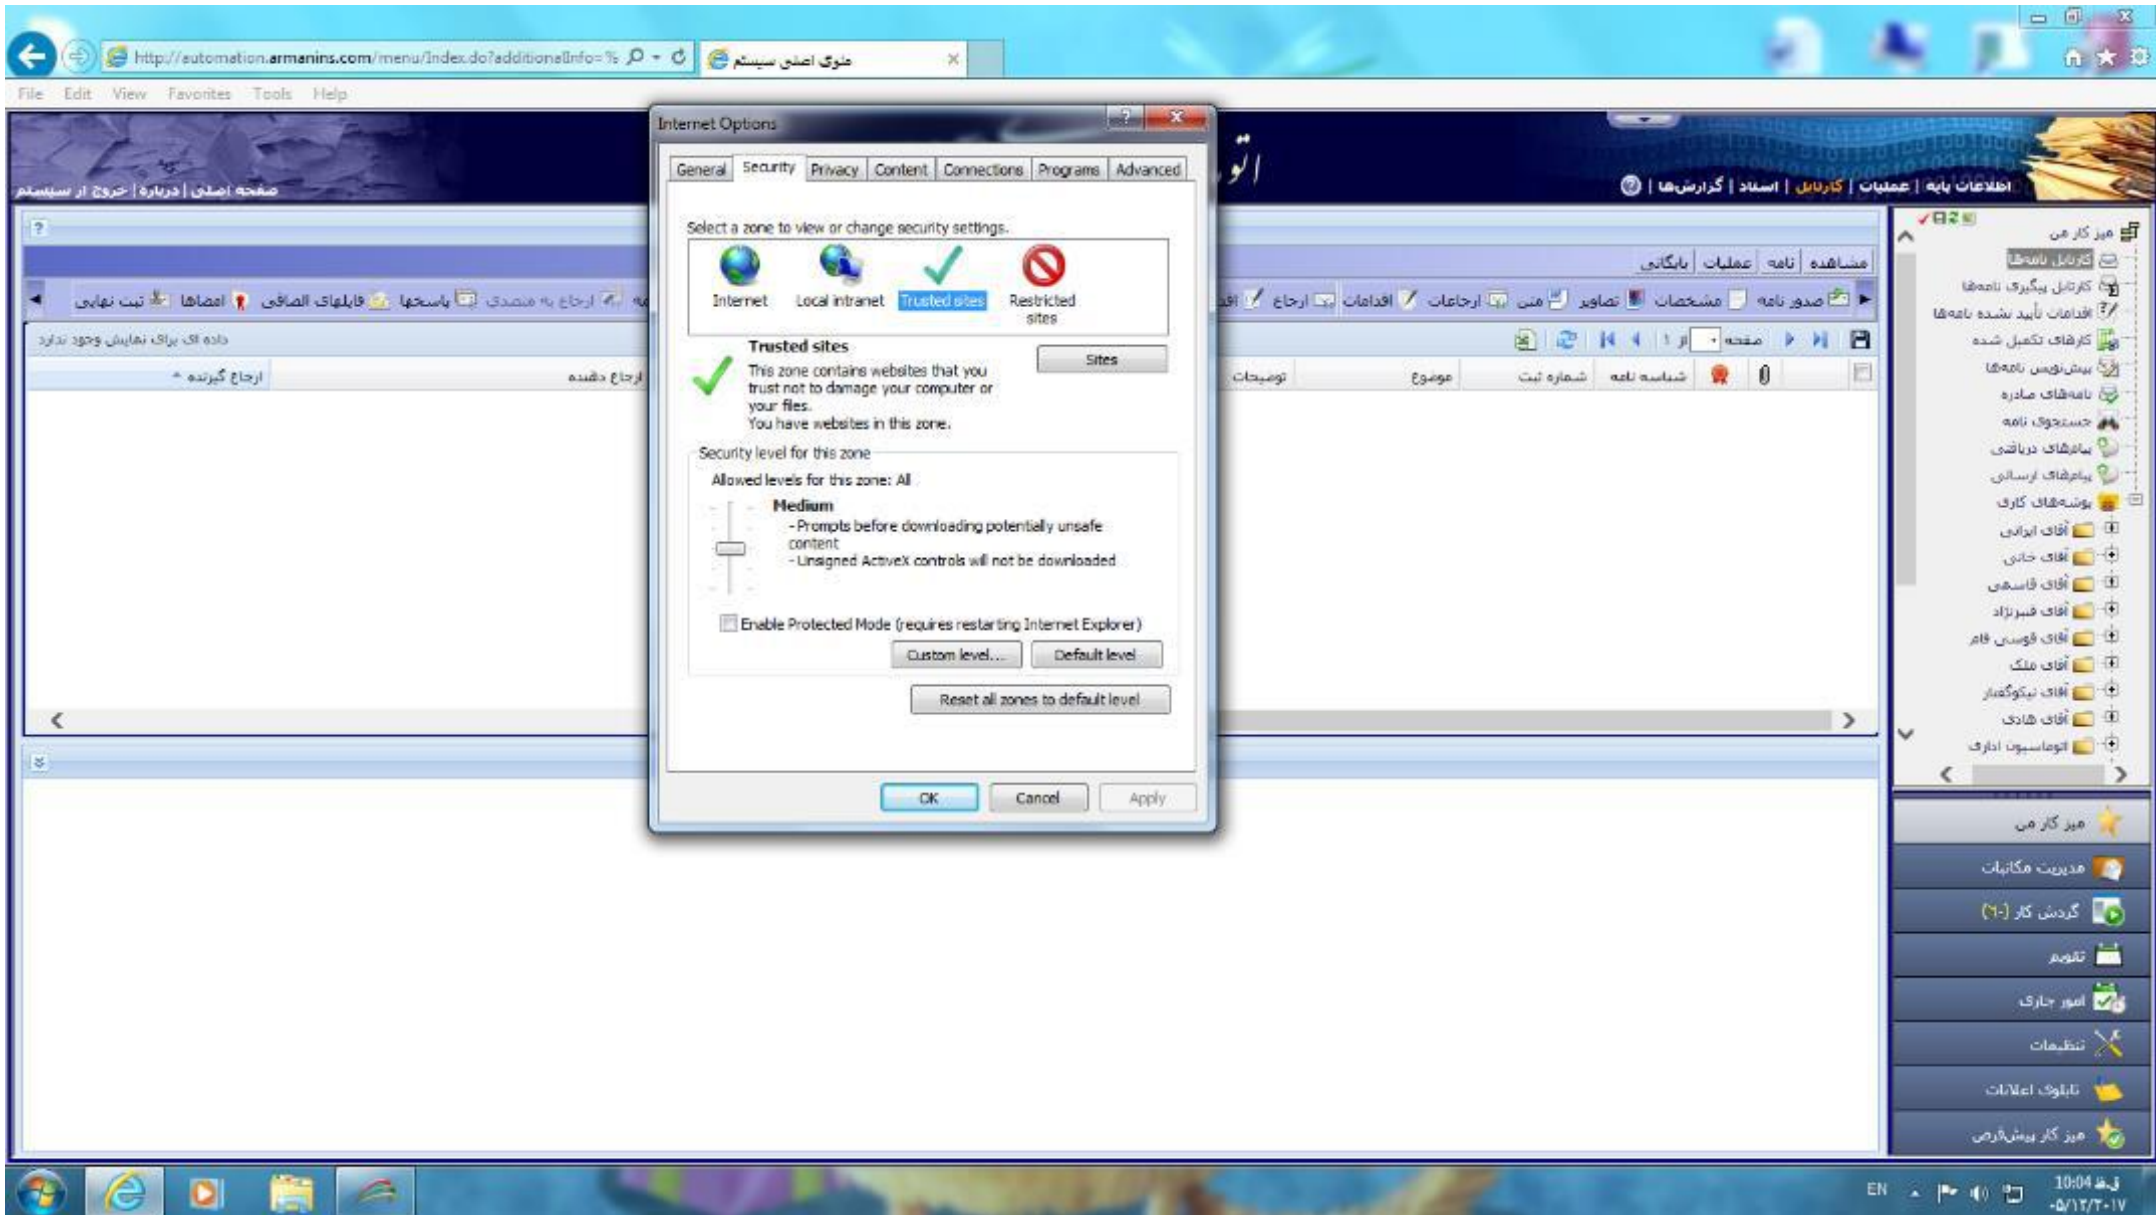 http://automation.armanins.com/menu/Index.do?additionalInfo=%
منوی اصلی سیستم
File Edit View Favorites Tools Help
صفحه اصلی | درباره | خروج از سیستم
اطلاعات پایه | عملیات | کارتابل | اسناد | گزارش‌ها |
Internet Options
General Security Privacy Content Connections Programs Advanced
Select a zone to view or change security settings.
Internet
Local intranet
Trusted sites
Restricted sites
Trusted sites
Sites
This zone contains websites that you
trust not to damage your computer or
your files.
You have websites in this zone.
Security level for this zone
Allowed levels for this zone: All
Medium
- Prompts before downloading potentially unsafe
content
- Unsigned ActiveX controls will not be downloaded
Enable Protected Mode (requires restarting Internet Explorer)
Custom level...
Default level
Reset all zones to default level
OK Cancel Apply
مشاهده نامه عملیات بایگانی
صدور نامه مشخصات تصاویر متن ارجاعات اقدامات ارجاع
ارجاع به متصدی پاسخها فایلهای الصاقی امضاها ثبت نهایی
صفحه از ۱
داده ای برای نمایش وجود ندارد
شناسه نامه شماره ثبت موضوع توضیحات ارجاع دهنده ارجاع گیرنده
میز کار من
کارتابل نامه‌ها
کارتابل پیگیری نامه‌ها
اقدامات تأیید نشده نامه‌ها
کارهای تکمیل شده
پیش‌نویس نامه‌ها
نامه‌های صادره
جستجوی نامه
پیام‌های دریافتی
پیام‌های ارسالی
پوشه‌های کاری
آقای ایرانی
آقای خانی
آقای قاسمی
آقای قنبرنژاد
آقای قوسی فام
آقای ملک
آقای نیکوگفتار
آقای هادی
اتوماسیون اداری
میز کار من
مدیریت مکاتبات
گردش کار
تقویم
امور جاری
تنظیمات
تابلوی اعلانات
میز کار پیش‌فرض
EN
10:04 ق.ظ